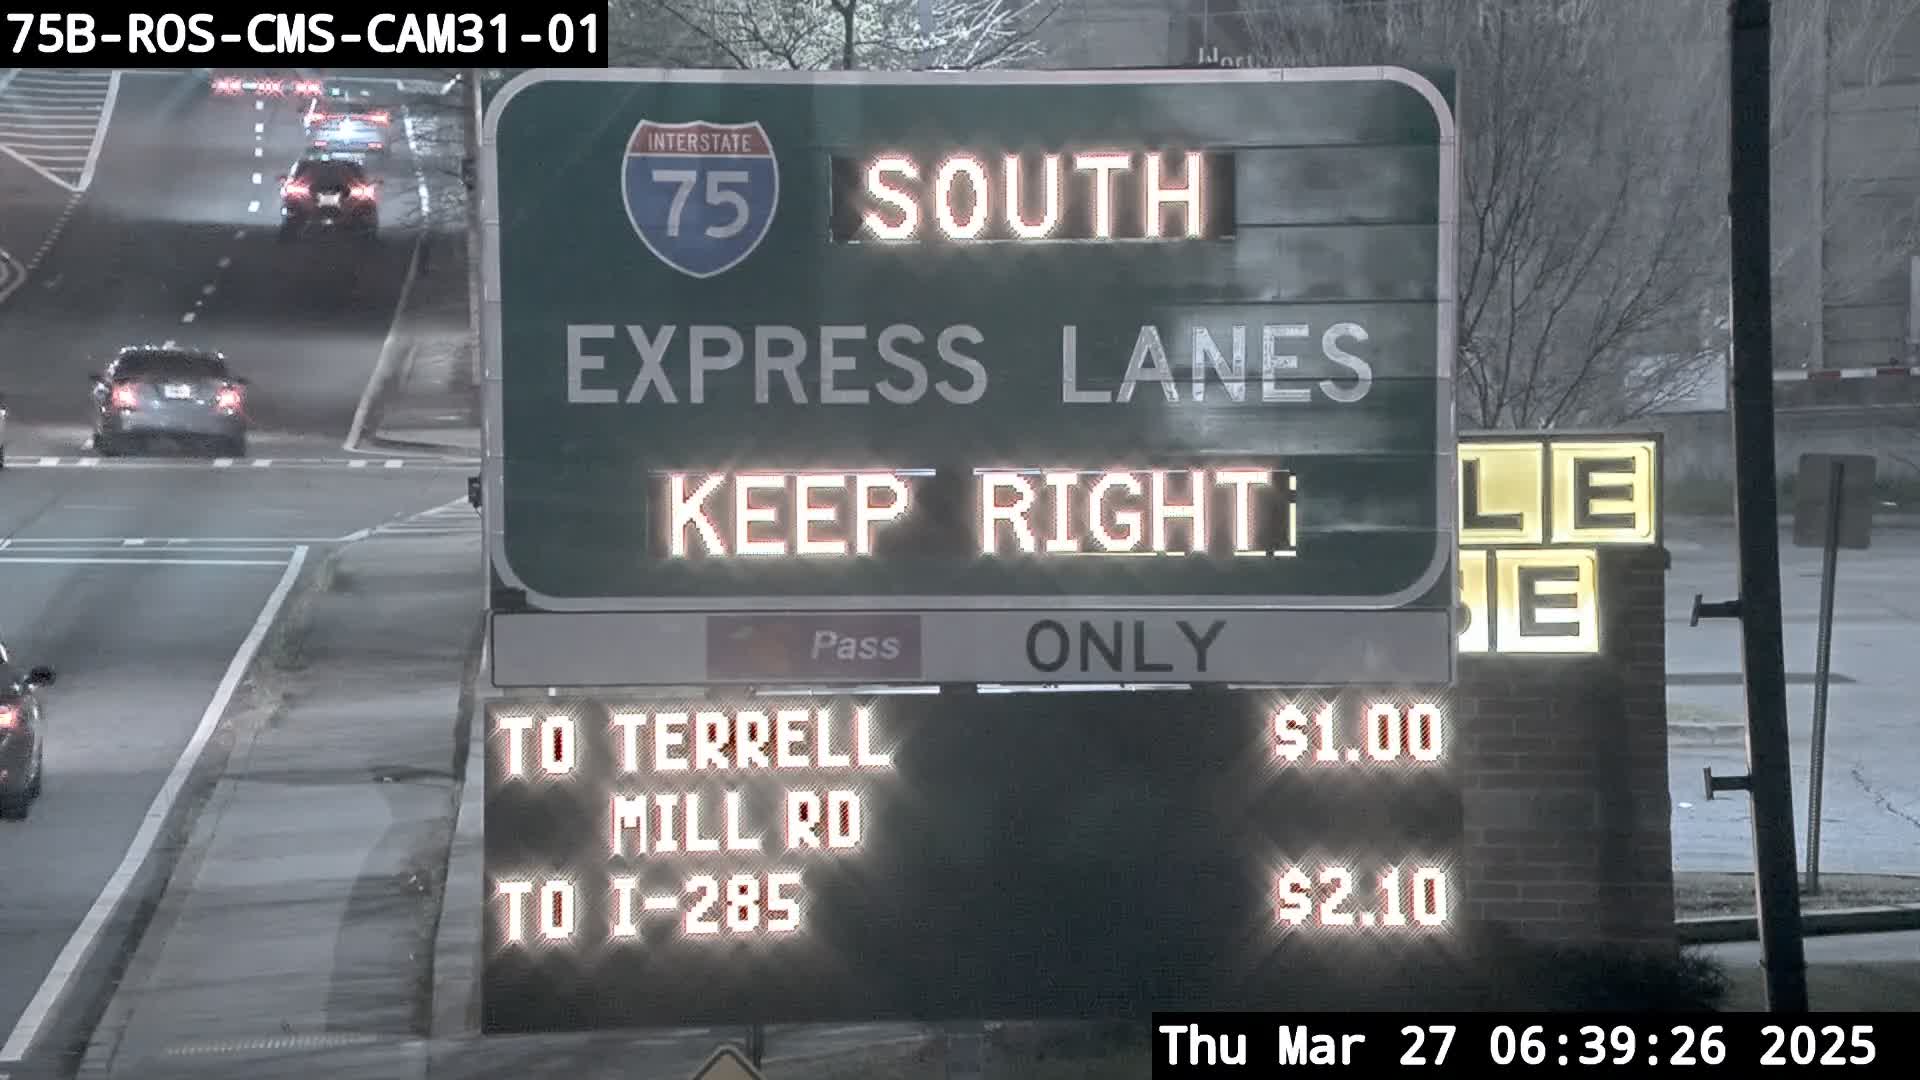 75B-ROS-CMS-CAM31-01
INTERSTATE
75
SOUTH
EXPRESS LANES
KEEP RIGHT
Pass ONLY
TO TERRELL $1.00
MILL RD
TO I-285 $2.10
LE
E
Thu Mar 27 06:39:26 2025